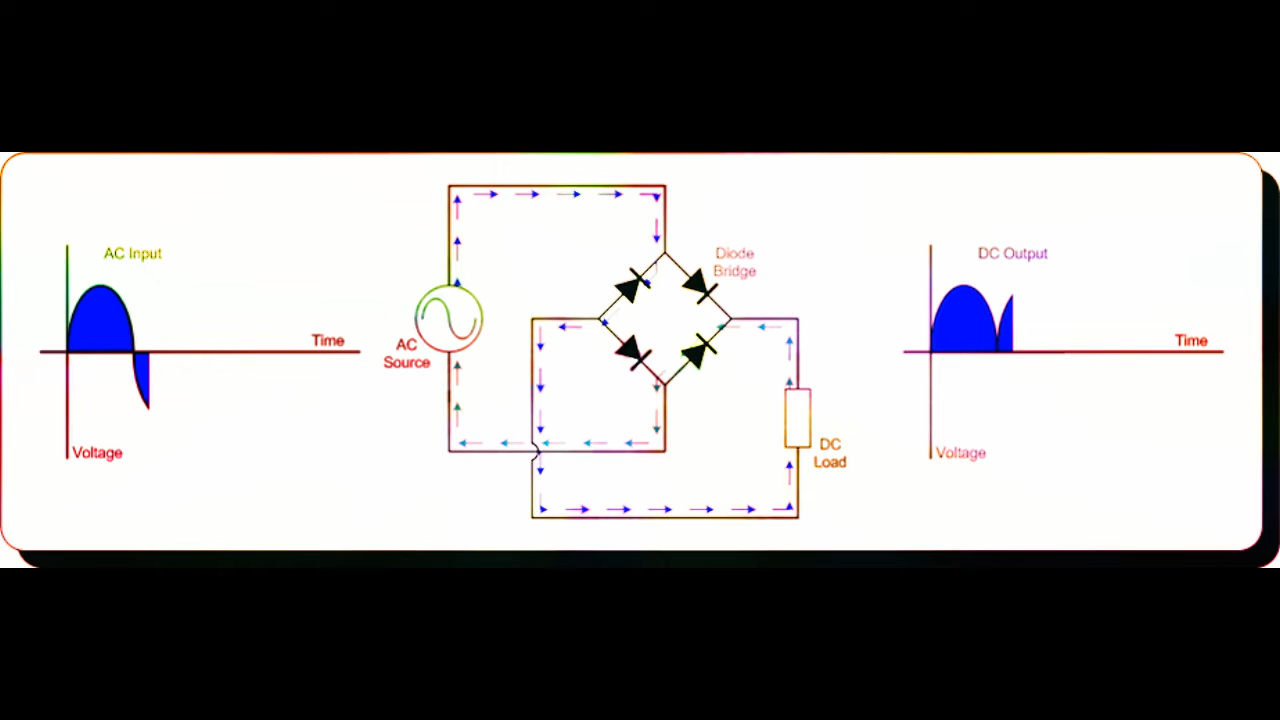 AC Input
Time
Voltage
AC
Source
Diode
Bridge
DC
Load
DC Output
Time
Voltage